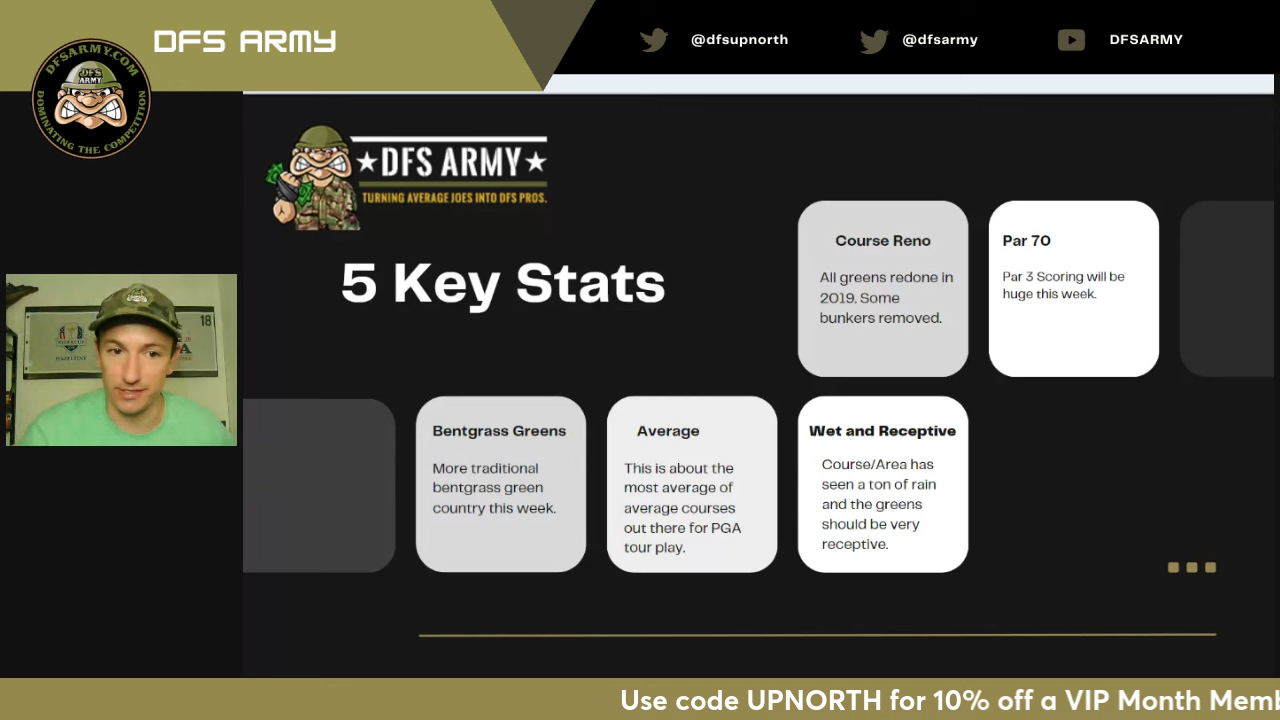 DFS ARMY
@dfsupnorth
@dfsarmy
DFSARMY
DFSARMY.COM
DFS
ARMY
DOMINATING THE COMPETITION
DFS ARMY
TURNING AVERAGE JOES INTO DFS PROS.
5 Key Stats
Course Reno
All greens redone in
2019. Some
bunkers removed.
Par 70
Par 3 Scoring will be
huge this week.
18
RYDER CUP
HAZELTINE
Bentgrass Greens
More traditional
bentgrass green
country this week.
Average
This is about the
most average of
average courses
out there for PGA
tour play.
Wet and Receptive
Course/Area has
seen a ton of rain
and the greens
should be very
receptive.
Use code UPNORTH for 10% off a VIP Month Memb